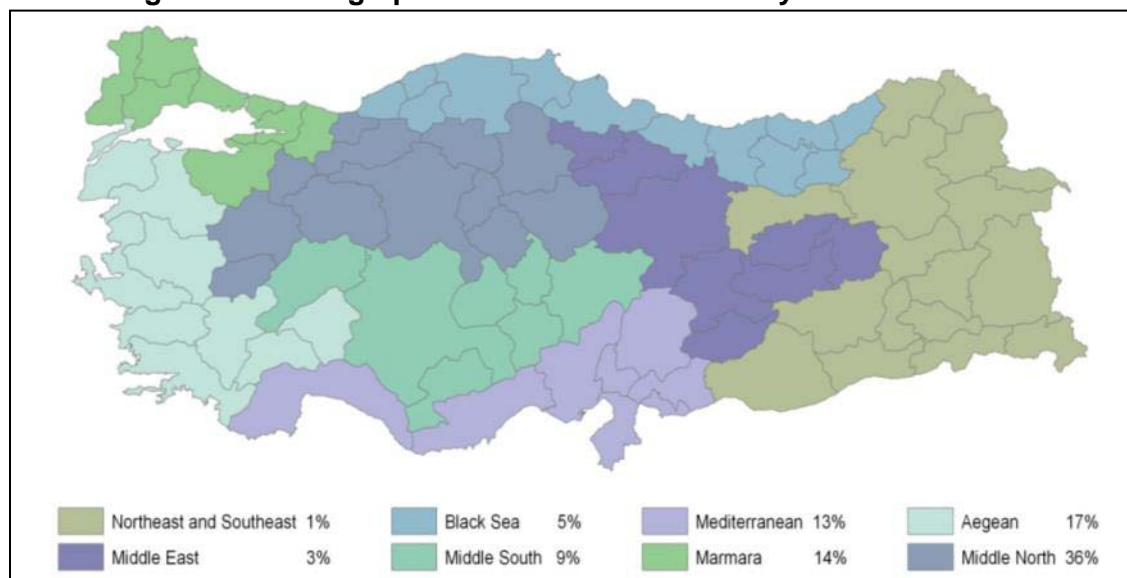 Northeast and Southeast 1%
Black Sea 5%
Mediterranean 13%
Aegean 17%
Middle East 3%
Middle South 9%
Marmara 14%
Middle North 36%